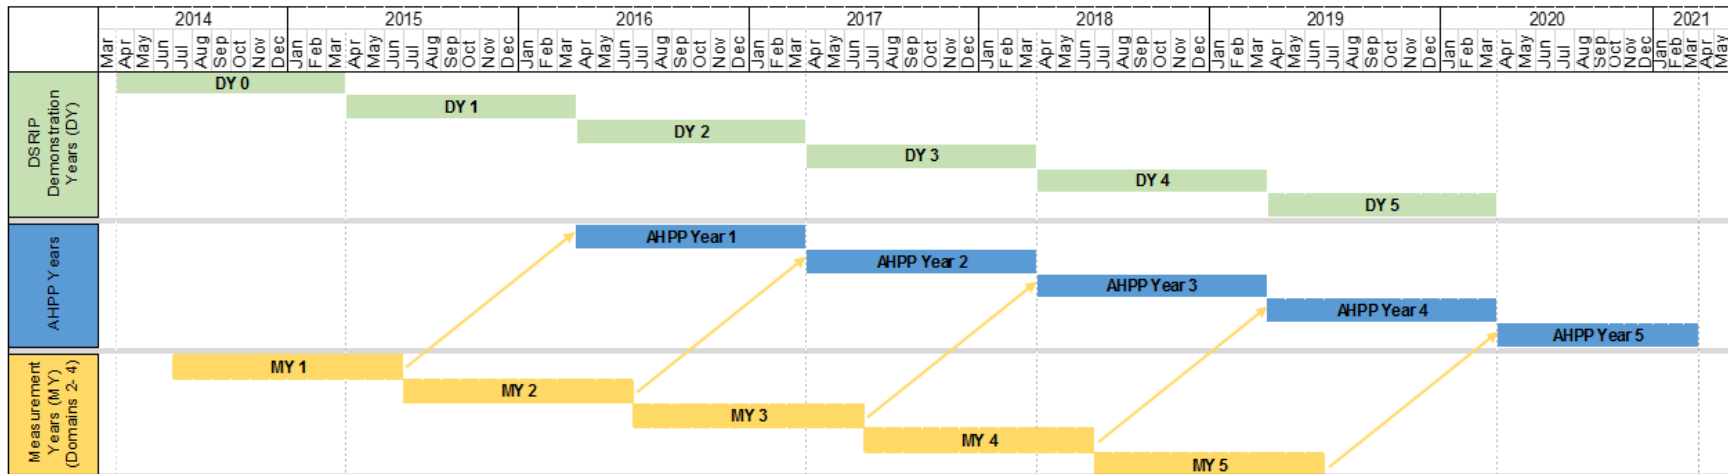 2014 2015 2016 2017 2018 2019 2020 2021
Mar Apr May Jun Jul Aug Sep Oct Nov Dec Jan Feb Mar Apr May Jun Jul Aug Sep Oct Nov Dec Jan Feb Mar Apr May Jun Jul Aug Sep Oct Nov Dec Jan Feb Mar Apr May Jun Jul Aug Sep Oct Nov Dec Jan Feb Mar Apr May Jun Jul Aug Sep Oct Nov Dec Jan Feb Mar Apr May Jun Jul Aug Sep Oct Nov Dec Jan Feb Mar Apr May Jun Jul Aug Sep Oct Nov Dec Jan Feb Mar Apr May
DSRIP
Demonstration
Years (DY)
DY 0
DY 1
DY 2
DY 3
DY 4
DY 5
AHPP Years
AHPP Year 1
AHPP Year 2
AHPP Year 3
AHPP Year 4
AHPP Year 5
Measurement
Years (MY)
(Domains 2- 4)
MY 1
MY 2
MY 3
MY 4
MY 5